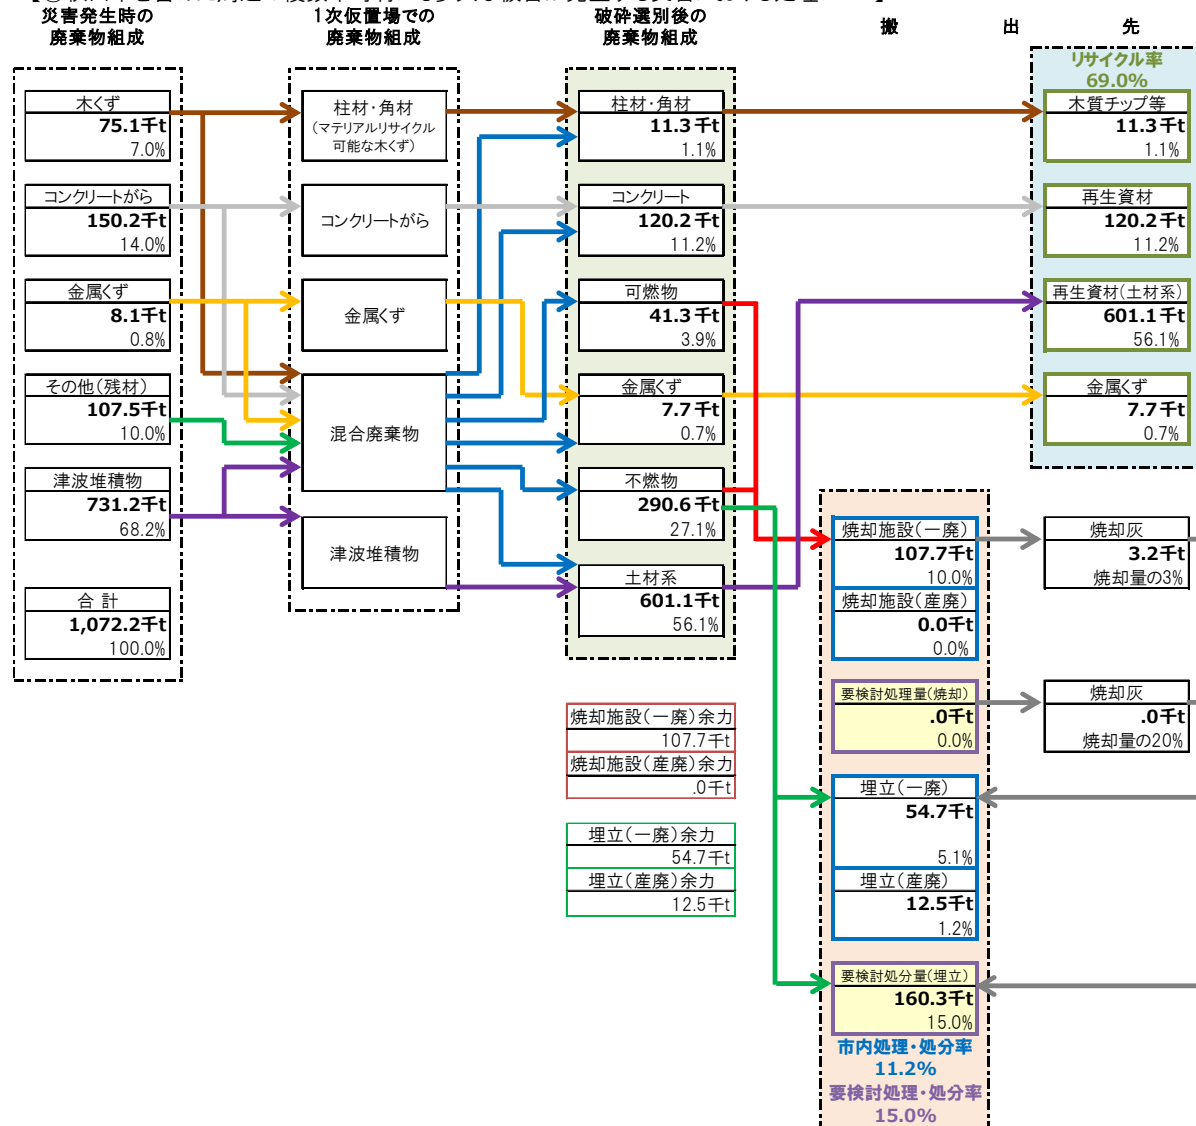 災害発生時の
廃棄物組成
1次仮置場での
廃棄物組成
破砕選別後の
廃棄物組成
搬 出 先
木くず
75.1千t
7.0%
コンクリートがら
150.2千t
14.0%
金属くず
8.1千t
0.8%
その他(残材)
107.5千t
10.0%
津波堆積物
731.2千t
68.2%
合 計
1,072.2千t
100.0%
柱材・角材
(マテリアルリサイクル
可能な木くず)
コンクリートがら
金属くず
混合廃棄物
津波堆積物
柱材・角材
11.3千t
1.1%
コンクリート
120.2千t
11.2%
可燃物
41.3千t
3.9%
金属くず
7.7千t
0.7%
不燃物
290.6千t
27.1%
土材系
601.1千t
56.1%
焼却施設(一廃)余力
107.7千t
焼却施設(産廃)余力
.0千t
埋立(一廃)余力
54.7千t
埋立(産廃)余力
12.5千t
リサイクル率
69.0%
木質チップ等
11.3千t
1.1%
再生資材
120.2千t
11.2%
再生資材(土材系)
601.1千t
56.1%
金属くず
7.7千t
0.7%
焼却施設(一廃)
107.7千t
10.0%
焼却施設(産廃)
0.0千t
0.0%
焼却灰
3.2千t
焼却量の3%
要検討処理量(焼却)
.0千t
0.0%
焼却灰
.0千t
焼却量の20%
埋立(一廃)
54.7千t
5.1%
埋立(産廃)
12.5千t
1.2%
要検討処分量(埋立)
160.3千t
15.0%
市内処理・処分率
11.2%
要検討処理・処分率
15.0%